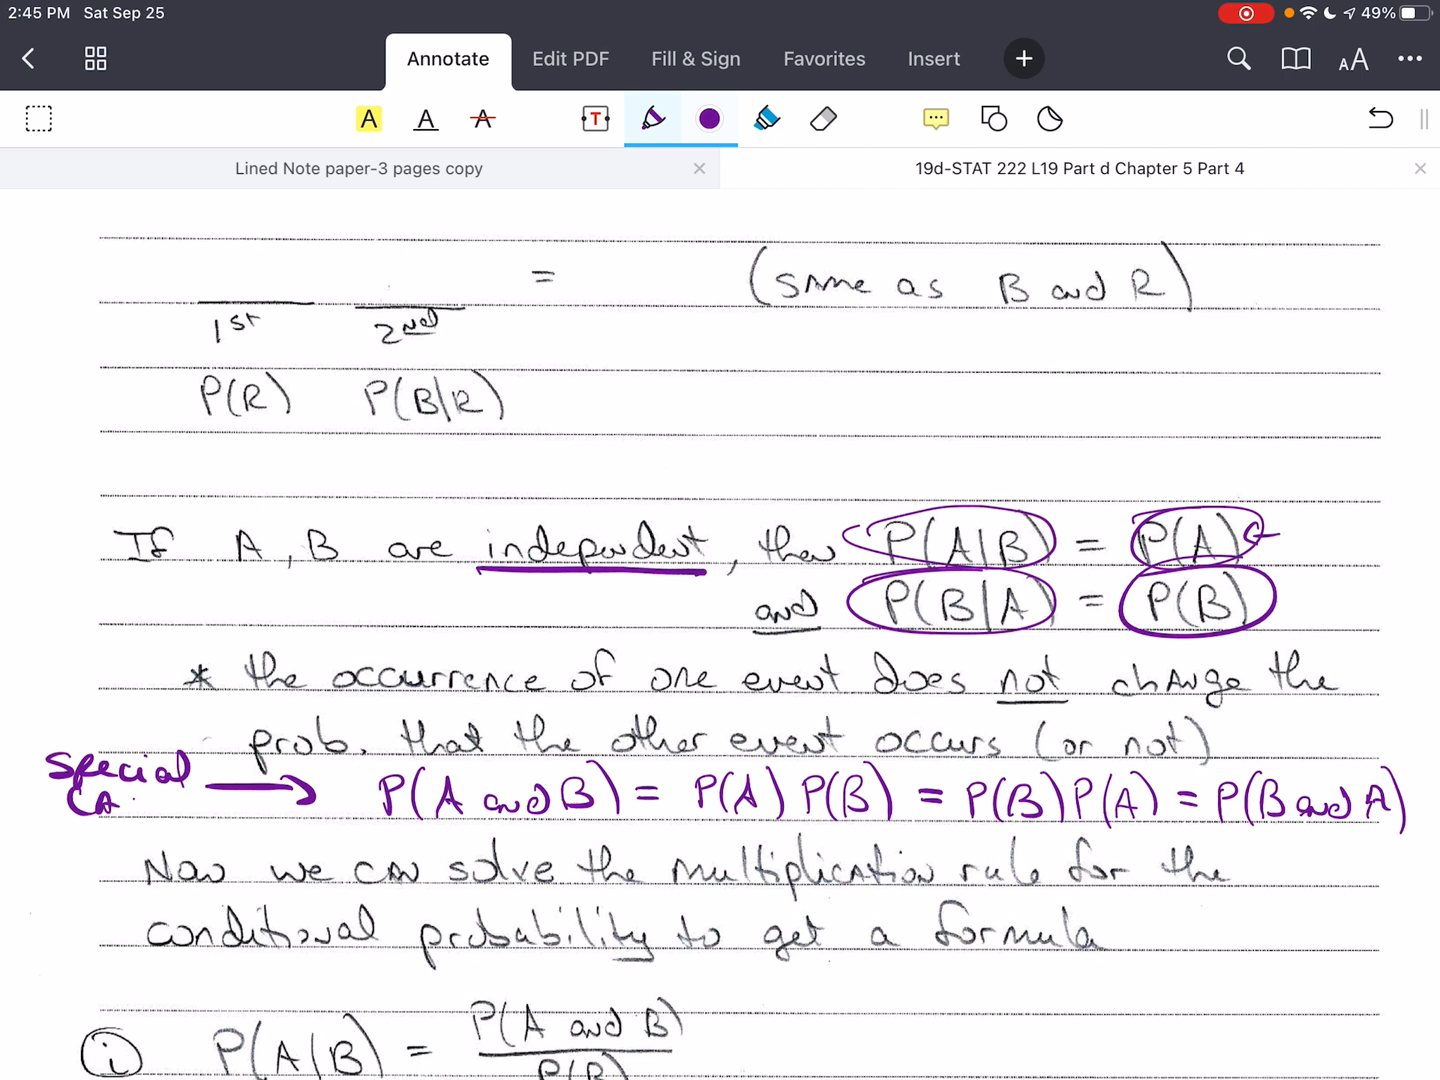 2:45 PM Sat Sep 25
49%
Annotate Edit PDF Fill & Sign Favorites Insert
AA
A A A T
Lined Note paper-3 pages copy
19d-STAT 222 L19 Part d Chapter 5 Part 4
= (same as B and R)
1st 2nd
P(R) P(B|R)
If A, B are independent, then P(A|B) = P(A)
and P(B|A) = P(B)
* the occurrence of one event does not change the
prob. that the other event occurs (or not)
Special
CA
→ P(A and B) = P(A) P(B) = P(B) P(A) = P(B and A)
Now we can solve the multiplication rule for the
conditional probability to get a formula
i P(A|B) = P(A and B)
P(B)